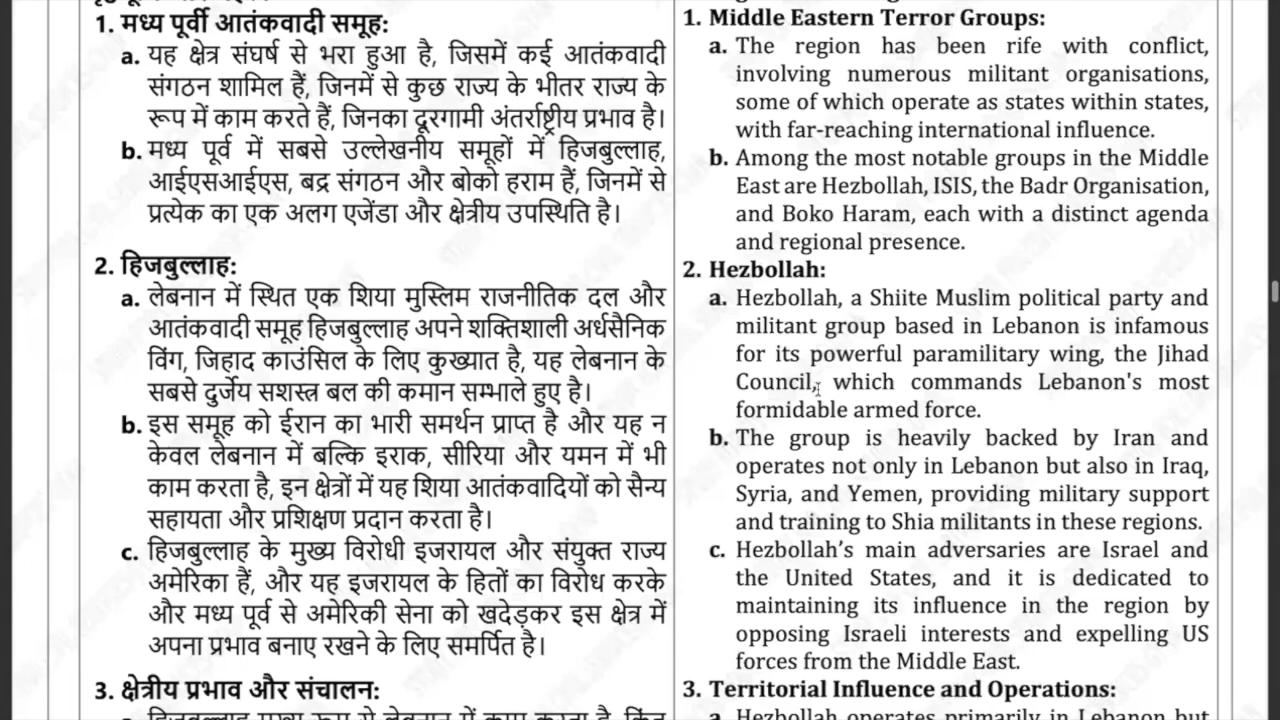 1. मध्य पूर्वी आतंकवादी समूह:
a. यह क्षेत्र संघर्ष से भरा हुआ है, जिसमें कई आतंकवादी
संगठन शामिल हैं, जिनमें से कुछ राज्य के भीतर राज्य के
रूप में काम करते हैं, जिनका दूरगामी अंतर्राष्ट्रीय प्रभाव है।
b. मध्य पूर्व में सबसे उल्लेखनीय समूहों में हिजबुल्लाह,
आईएसआईएस, बद्र संगठन और बोको हराम हैं, जिनमें से
प्रत्येक का एक अलग एजेंडा और क्षेत्रीय उपस्थिति है।
2. हिजबुल्लाह:
a. लेबनान में स्थित एक शिया मुस्लिम राजनीतिक दल और
आतंकवादी समूह हिजबुल्लाह अपने शक्तिशाली अर्धसैनिक
विंग, जिहाद काउंसिल के लिए कुख्यात है, यह लेबनान के
सबसे दुर्जेय सशस्त्र बल की कमान सम्भाले हुए है।
b. इस समूह को ईरान का भारी समर्थन प्राप्त है और यह न
केवल लेबनान में बल्कि इराक, सीरिया और यमन में भी
काम करता है, इन क्षेत्रों में यह शिया आतंकवादियों को सैन्य
सहायता और प्रशिक्षण प्रदान करता है।
c. हिजबुल्लाह के मुख्य विरोधी इजरायल और संयुक्त राज्य
अमेरिका हैं, और यह इजरायल के हितों का विरोध करके
और मध्य पूर्व से अमेरिकी सेना को खदेड़कर इस क्षेत्र में
अपना प्रभाव बनाए रखने के लिए समर्पित है।
3. क्षेत्रीय प्रभाव और संचालन:
1. Middle Eastern Terror Groups:
a. The region has been rife with conflict,
involving numerous militant organisations,
some of which operate as states within states,
with far-reaching international influence.
b. Among the most notable groups in the Middle
East are Hezbollah, ISIS, the Badr Organisation,
and Boko Haram, each with a distinct agenda
and regional presence.
2. Hezbollah:
a. Hezbollah, a Shiite Muslim political party and
militant group based in Lebanon is infamous
for its powerful paramilitary wing, the Jihad
Council, which commands Lebanon's most
formidable armed force.
b. The group is heavily backed by Iran and
operates not only in Lebanon but also in Iraq,
Syria, and Yemen, providing military support
and training to Shia militants in these regions.
c. Hezbollah’s main adversaries are Israel and
the United States, and it is dedicated to
maintaining its influence in the region by
opposing Israeli interests and expelling US
forces from the Middle East.
3. Territorial Influence and Operations:
a. Hezbollah operates primarily in Lebanon but